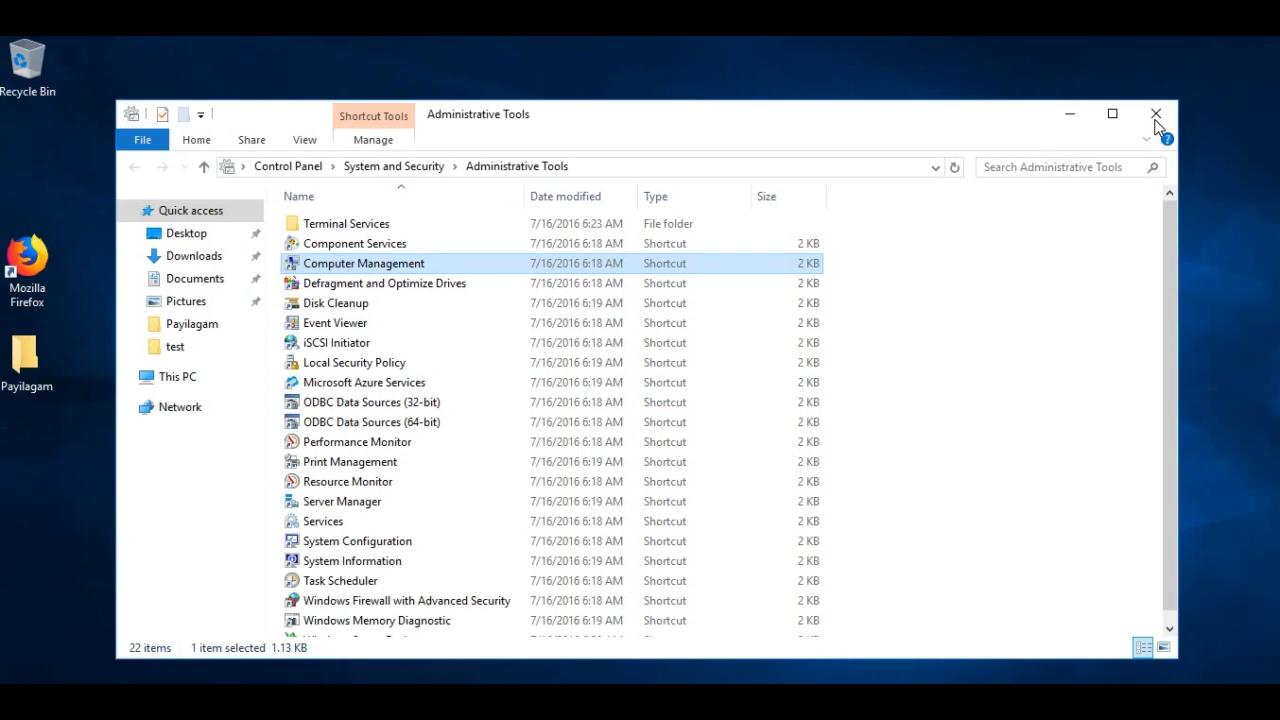 Recycle Bin
Mozilla
Firefox
Payilagam
Shortcut Tools
Administrative Tools
File
Home
Share
View
Manage
Control Panel > System and Security > Administrative Tools
Search Administrative Tools
Quick access
Desktop
Downloads
Documents
Pictures
Payilagam
test
This PC
Network
Name Date modified Type Size
Terminal Services 7/16/2016 6:23 AM File folder
Component Services 7/16/2016 6:18 AM Shortcut 2 KB
Computer Management 7/16/2016 6:18 AM Shortcut 2 KB
Defragment and Optimize Drives 7/16/2016 6:18 AM Shortcut 2 KB
Disk Cleanup 7/16/2016 6:19 AM Shortcut 2 KB
Event Viewer 7/16/2016 6:18 AM Shortcut 2 KB
iSCSI Initiator 7/16/2016 6:18 AM Shortcut 2 KB
Local Security Policy 7/16/2016 6:19 AM Shortcut 2 KB
Microsoft Azure Services 7/16/2016 6:19 AM Shortcut 2 KB
ODBC Data Sources (32-bit) 7/16/2016 6:18 AM Shortcut 2 KB
ODBC Data Sources (64-bit) 7/16/2016 6:18 AM Shortcut 2 KB
Performance Monitor 7/16/2016 6:18 AM Shortcut 2 KB
Print Management 7/16/2016 6:19 AM Shortcut 2 KB
Resource Monitor 7/16/2016 6:18 AM Shortcut 2 KB
Server Manager 7/16/2016 6:19 AM Shortcut 2 KB
Services 7/16/2016 6:18 AM Shortcut 2 KB
System Configuration 7/16/2016 6:18 AM Shortcut 2 KB
System Information 7/16/2016 6:19 AM Shortcut 2 KB
Task Scheduler 7/16/2016 6:18 AM Shortcut 2 KB
Windows Firewall with Advanced Security 7/16/2016 6:18 AM Shortcut 2 KB
Windows Memory Diagnostic 7/16/2016 6:19 AM Shortcut 2 KB
22 items 1 item selected 1.13 KB